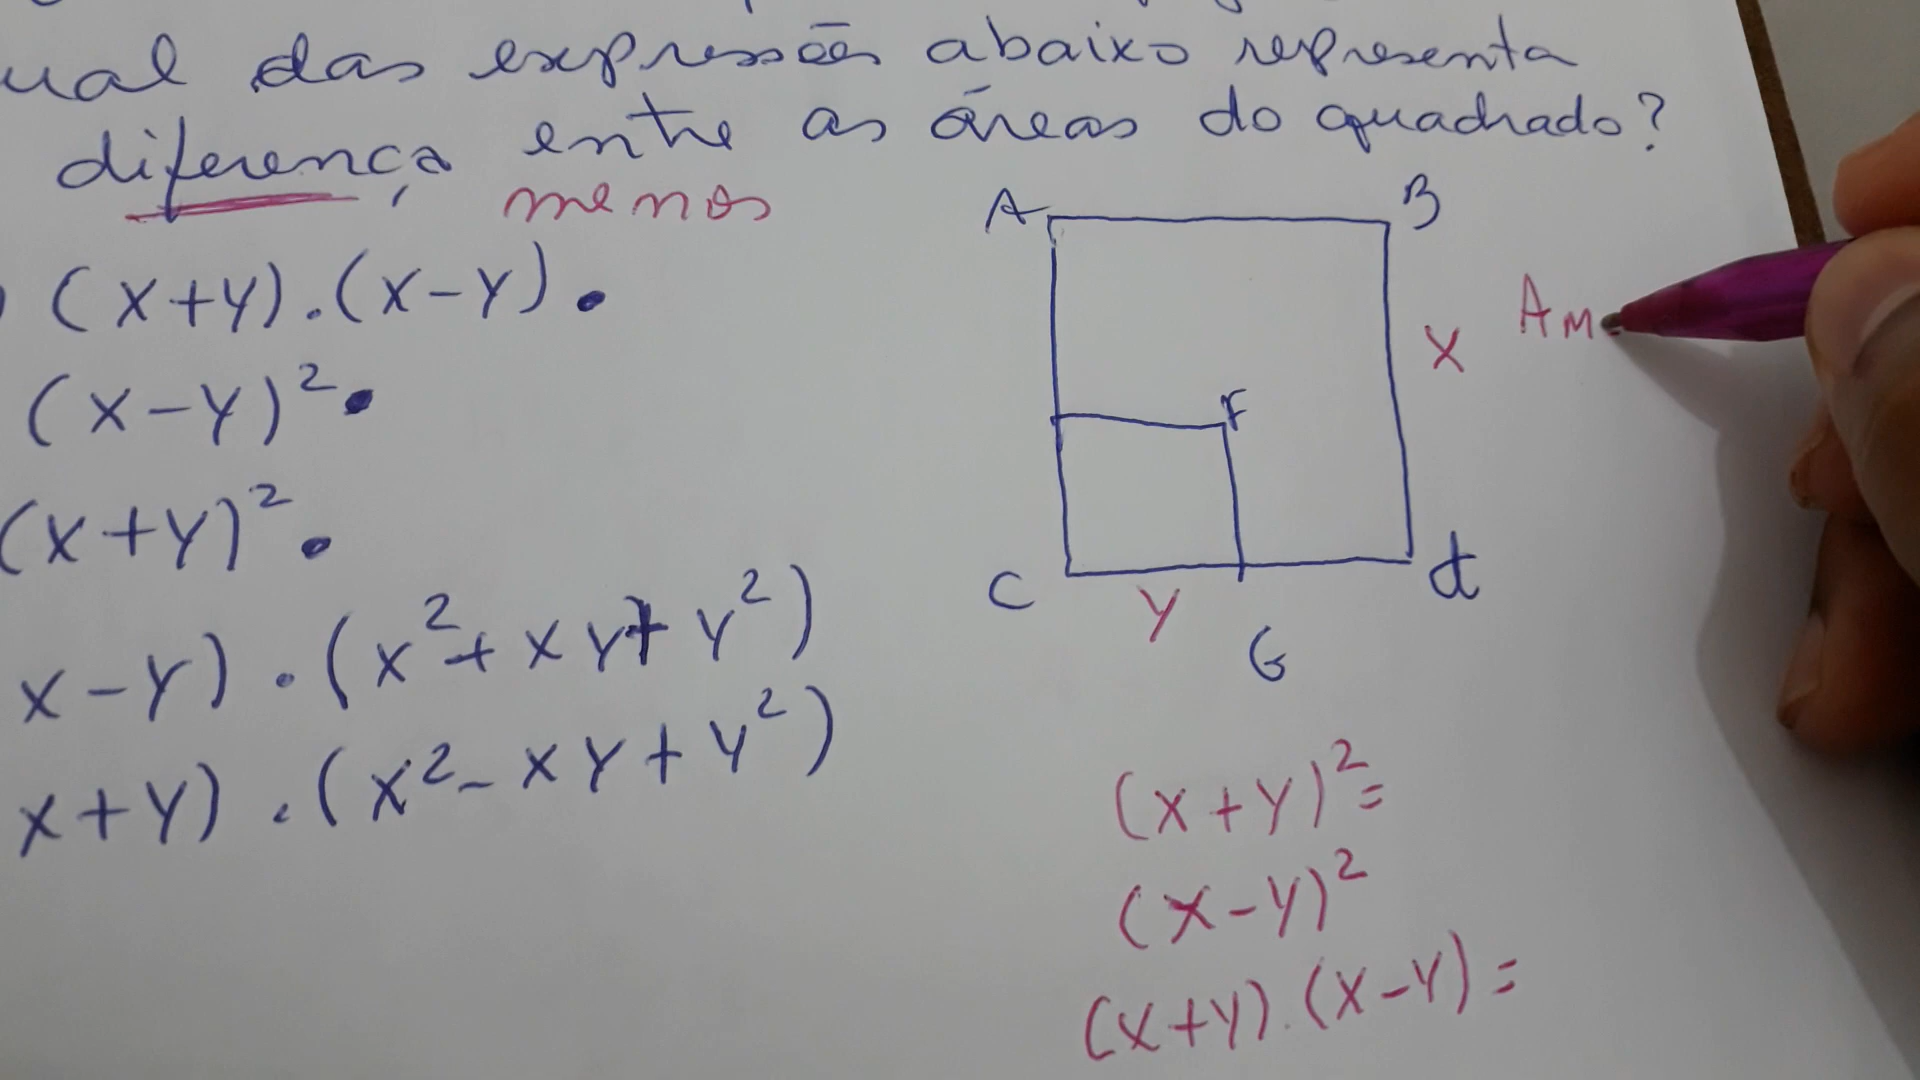 ual das expressões abaixo representa
diferença entre as áreas do quadrado?
menos
A
B
) (x+y).(x-y).
Am
x
(x-y)².
F
(x+y)².
C
d
y
G
x-y).(x²+xy+y²)
x+y).(x²-xy+y²)
(x+y)²=
(x-y)²
(x+y).(x-y)=